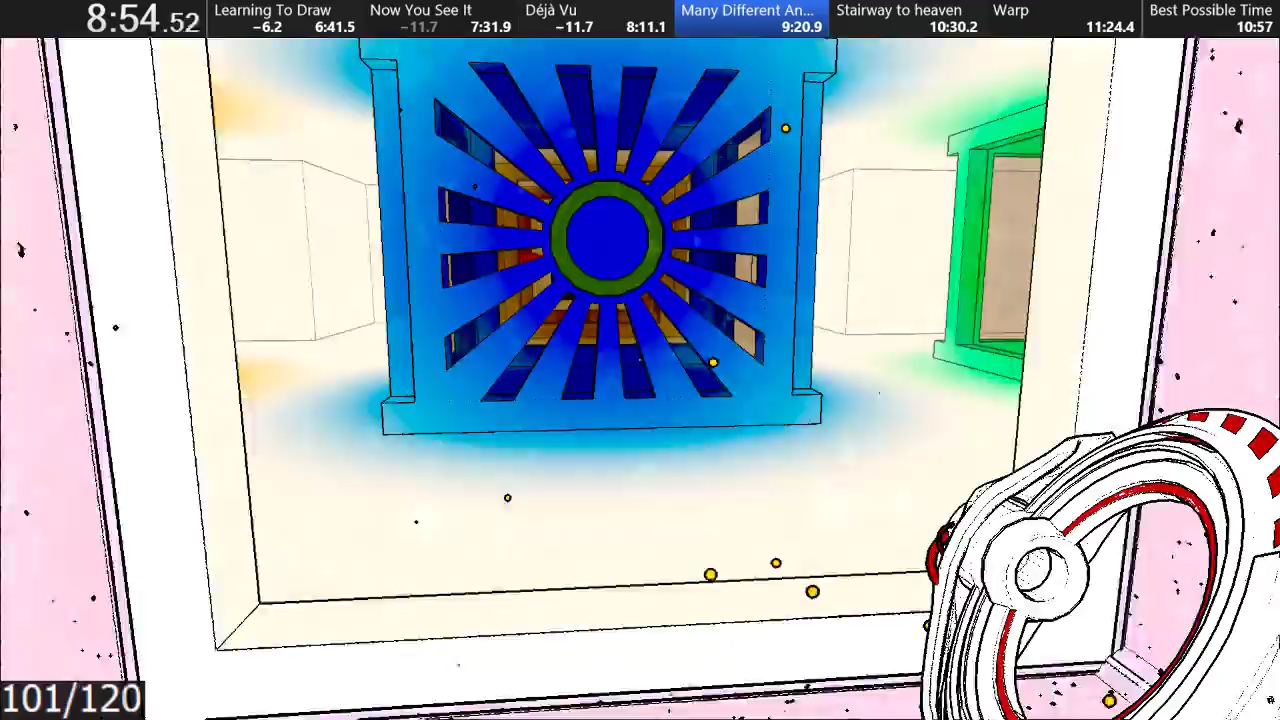 8:54.52
Learning To Draw
-6.2 6:41.5
Now You See It
-11.7 7:31.9
Déjà Vu
-11.7 8:11.1
Many Different An...
9:20.9
Stairway to heaven
10:30.2
Warp
11:24.4
Best Possible Time
10:57
101/120